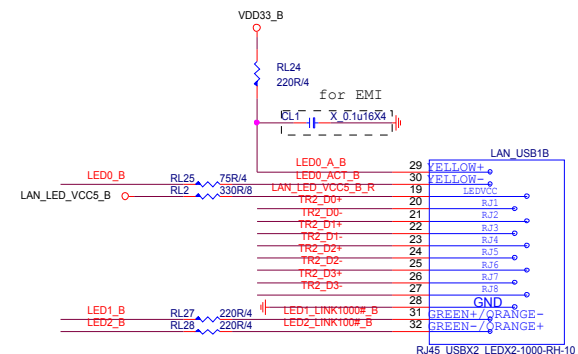 VDD33_B
RL24
220R/4
for EMI
CL1 X_0.1u16X4
LAN_USB1B
LED0_A_B 29 YELLOW+
LED0_B RL25 75R/4 LED0_ACT_B 30 YELLOW-
LAN_LED_VCC5_B RL2 330R/8 LAN_LED_VCC5_B_R 19 LEDVCC
TR2_D0+ 20 RJ1
TR2_D0- 21 RJ2
TR2_D1+ 22 RJ3
TR2_D1- 23 RJ4
TR2_D2+ 24 RJ5
TR2_D2- 25 RJ6
TR2_D3+ 26 RJ7
TR2_D3- 27 RJ8
28 GND
LED1_B RL27 220R/4 LED1_LINK1000#_B 31 GREEN+/ORANGE-
LED2_B RL28 220R/4 LED2_LINK100#_B 32 GREEN-/ORANGE+
RJ45_USBX2_LEDX2-1000-RH-10